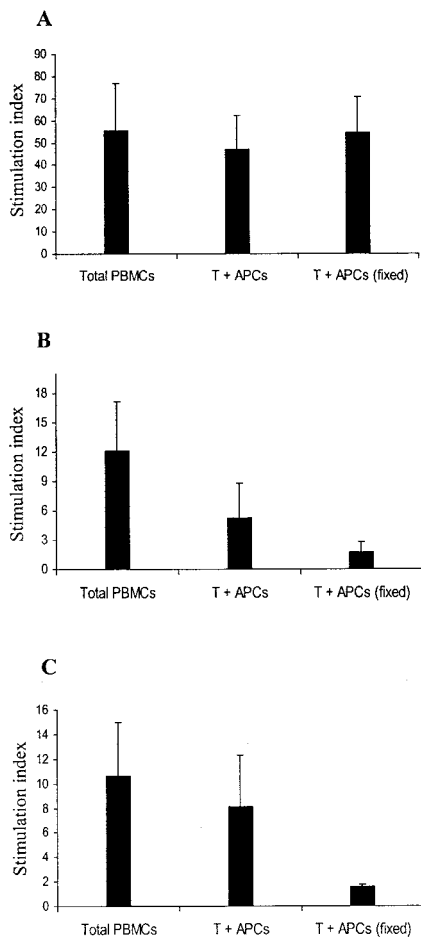 A
Stimulation index
90
80
70
60
50
40
30
20
10
0
Total PBMCs T + APCs T + APCs (fixed)
B
Stimulation index
18
15
12
9
6
3
0
Total PBMCs T + APCs T + APCs (fixed)
C
Stimulation index
16
14
12
10
8
6
4
2
0
Total PBMCs T + APCs T + APCs (fixed)